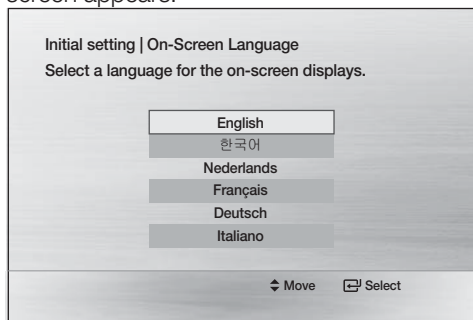 screen appears.
Initial setting | On-Screen Language
Select a language for the on-screen displays.
English
한국어
Nederlands
Français
Deutsch
Italiano
Move Select